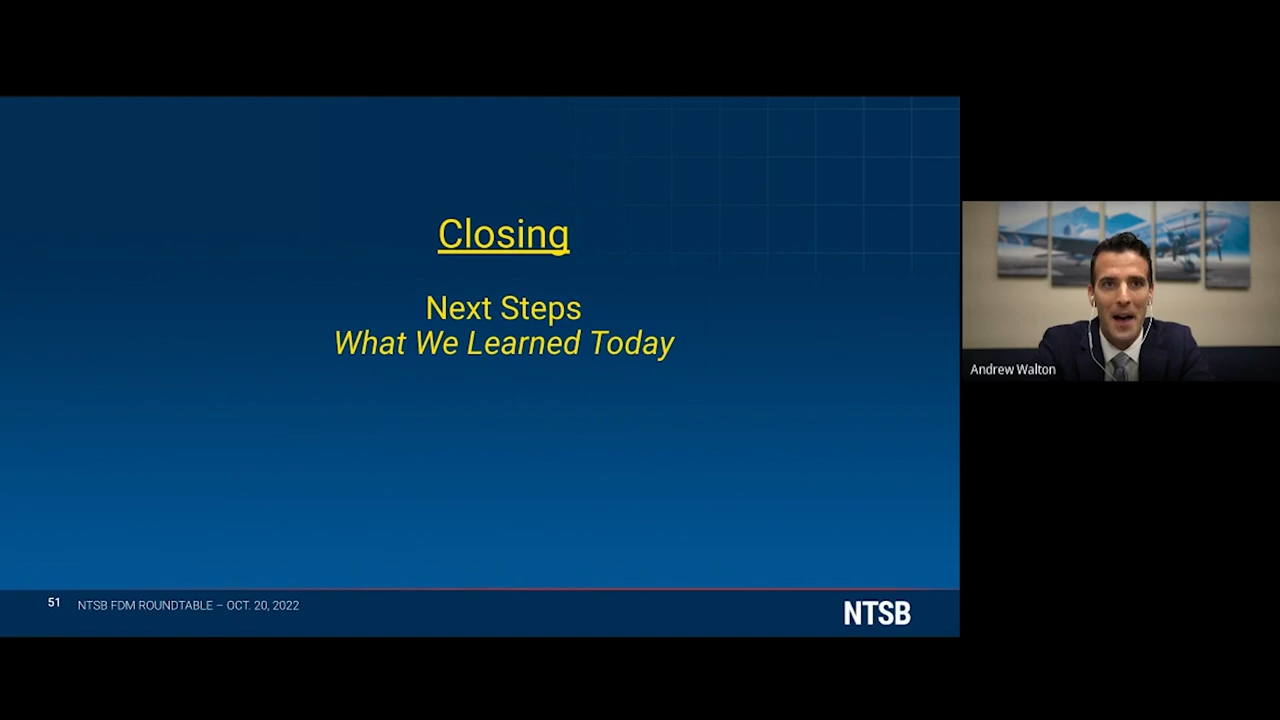 Closing
Next Steps
What We Learned Today
51 NTSB FDM ROUNDTABLE – OCT. 20, 2022
NTSB
Andrew Walton